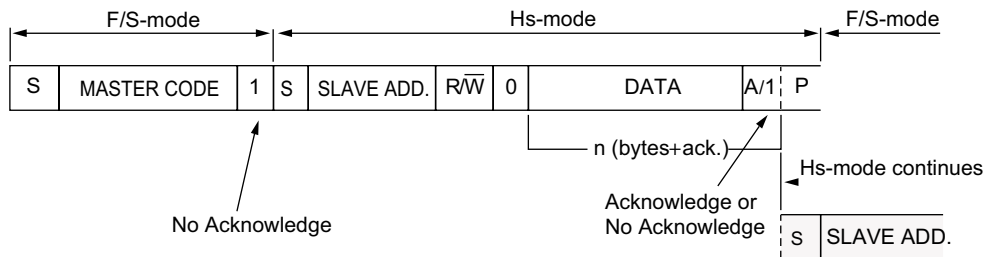 F/S-mode Hs-mode F/S-mode
S MASTER CODE 1 S SLAVE ADD. R/W̅ 0 DATA A/1 P
n (bytes+ack.)
Hs-mode continues
No Acknowledge
Acknowledge or
No Acknowledge
S SLAVE ADD.